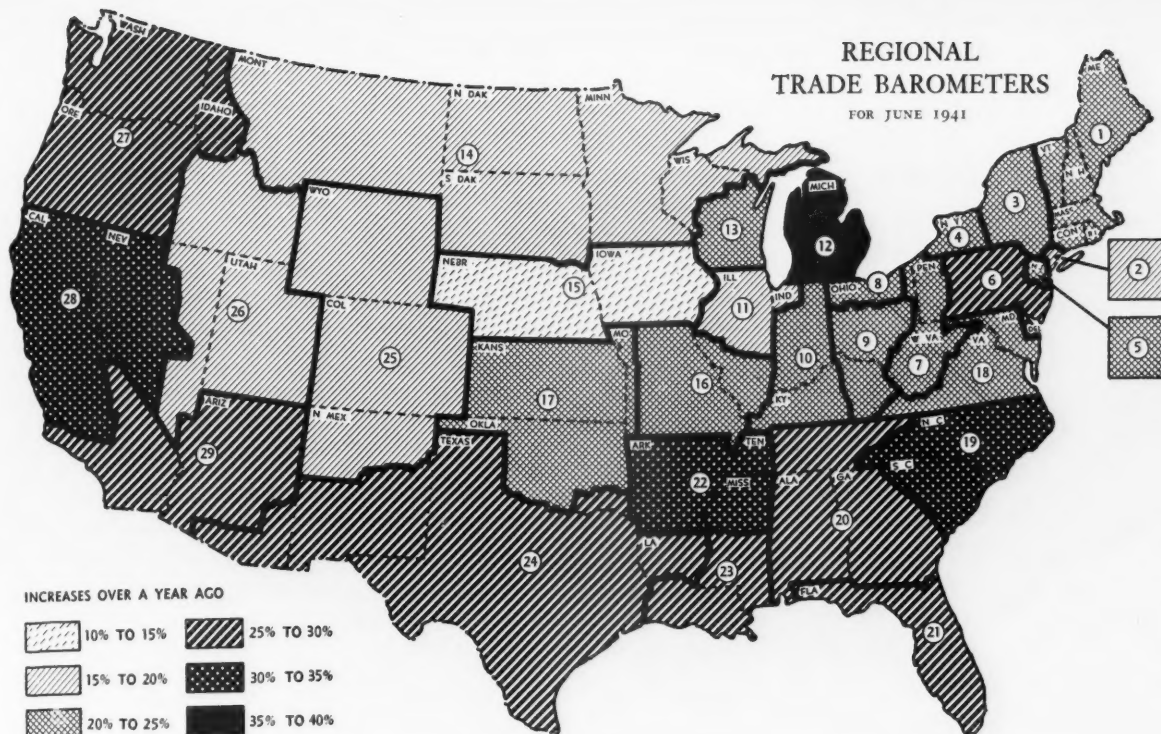 REGIONAL
TRADE BAROMETERS
FOR JUNE 1941
WASH
MONT
N DAK
MINN
ME
ORE
IDAHO
27
14
S DAK
WIS
VT
N H
1
WYO
MICH
N Y
3
MASS
CAL
NEV
13
12
4
CON
R I
NEBR
IOWA
PEN
6
2
28
UTAH
15
ILL
IND
OHIO
8
N J
26
COL
11
MD
DEL
5
25
KANS
MO
9
W VA
VA
10
7
18
17
16
KY
ARIZ
N MEX
OKLA
TEXAS
ARK
TEN
N C
19
29
22
MISS
ALA
GA
S C
20
24
LA
23
FLA
21
INCREASES OVER A YEAR AGO
10% TO 15%
25% TO 30%
15% TO 20%
30% TO 35%
20% TO 25%
35% TO 40%